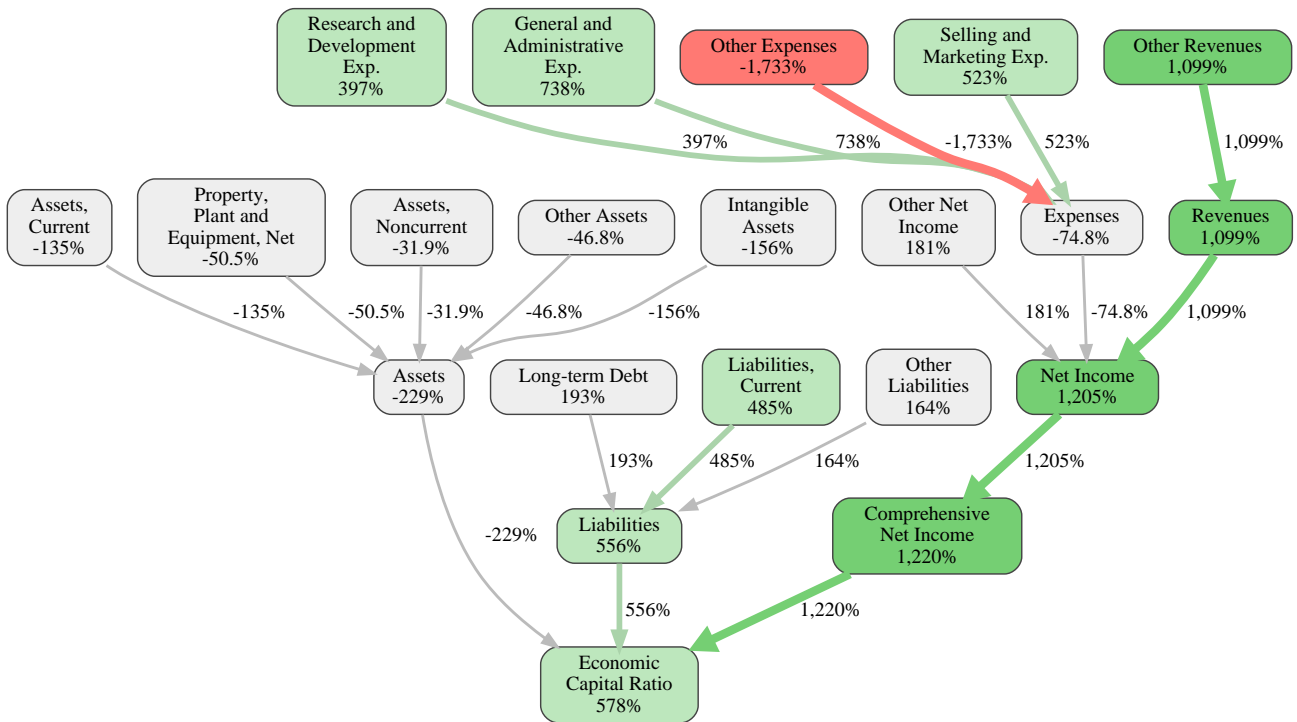 Research and
Development
Exp.
397%
General and
Administrative
Exp.
738%
Other Expenses
-1,733%
Selling and
Marketing Exp.
523%
Other Revenues
1,099%
397%
738%
-1,733%
523%
1,099%
Assets,
Current
-135%
Property,
Plant and
Equipment, Net
-50.5%
Assets,
Noncurrent
-31.9%
Other Assets
-46.8%
Intangible
Assets
-156%
Other Net
Income
181%
Expenses
-74.8%
Revenues
1,099%
-135%
-50.5%
-31.9%
-46.8%
-156%
181%
-74.8%
1,099%
Assets
-229%
Long-term Debt
193%
Liabilities,
Current
485%
Other
Liabilities
164%
Net Income
1,205%
193%
485%
164%
1,205%
-229%
Liabilities
556%
Comprehensive
Net Income
1,220%
556%
1,220%
Economic
Capital Ratio
578%